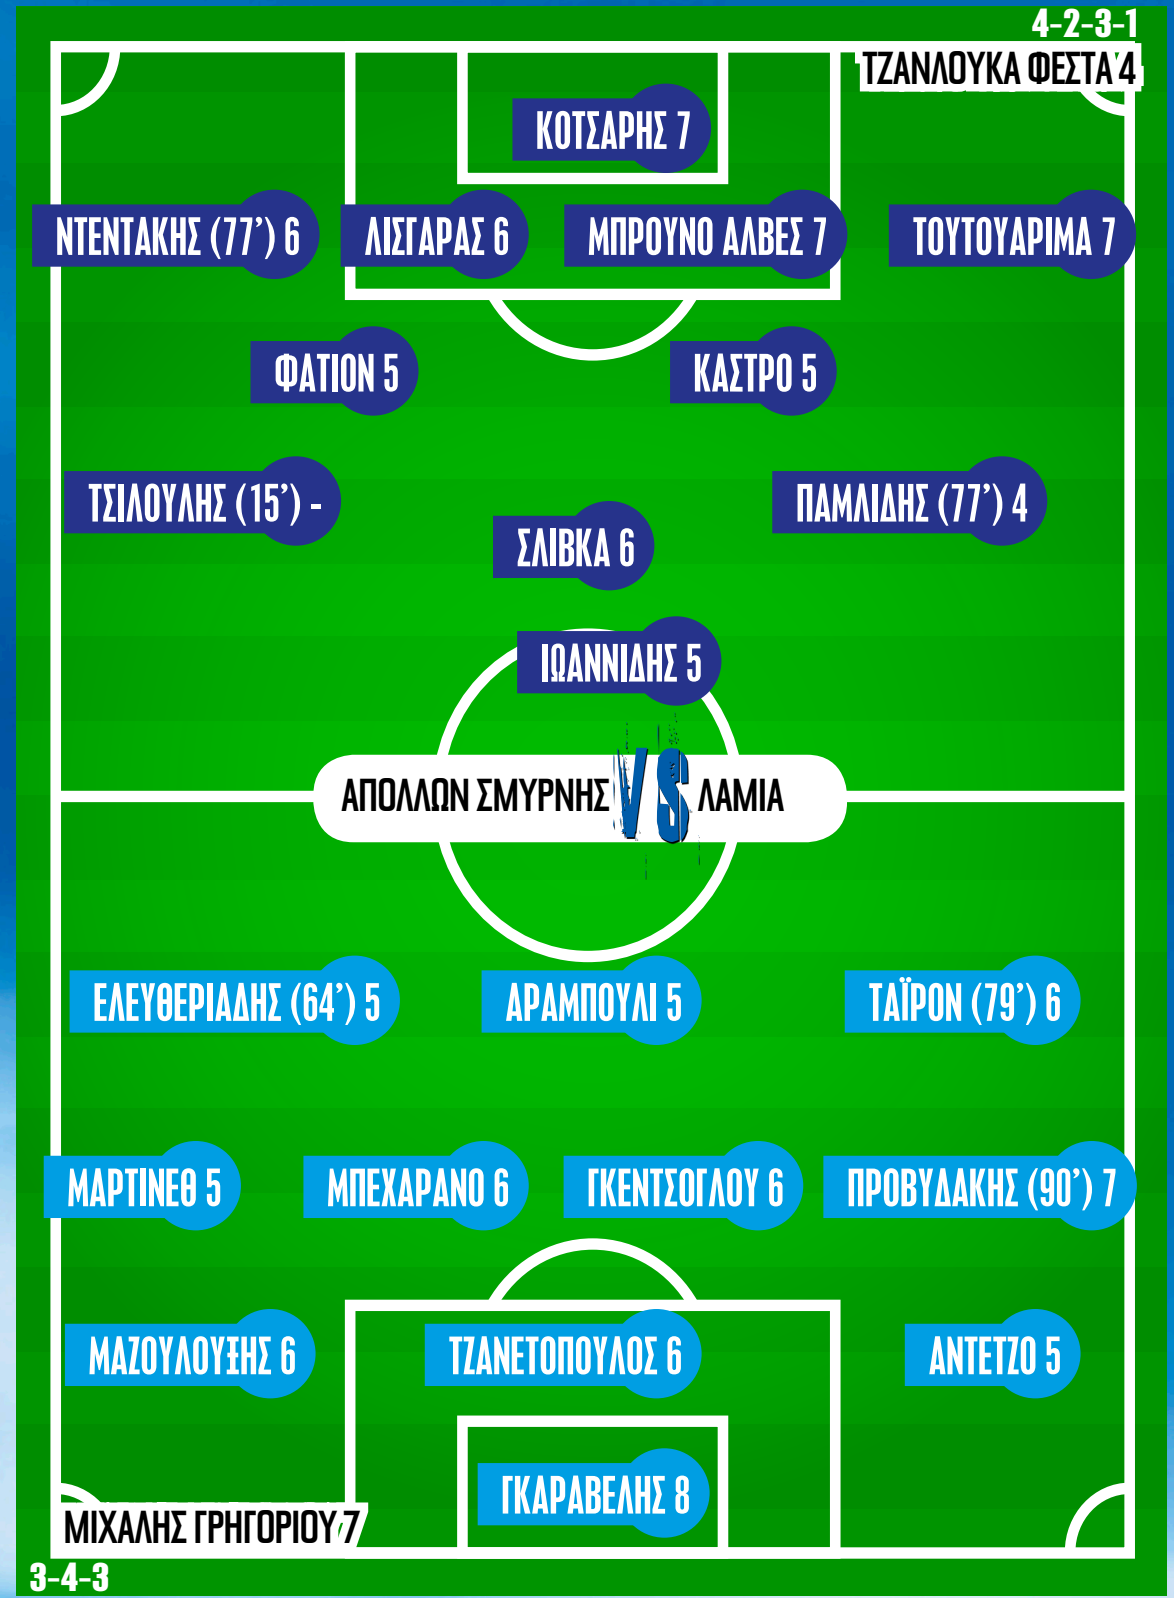 4-2-3-1
ΤΖΑΝΛΟΥΚΑ ΦΕΣΤΑ 4
ΚΟΤΣΑΡΗΣ 7
ΝΤΕΝΤΑΚΗΣ (77’) 6
ΛΙΣΓΑΡΑΣ 6
ΜΠΡΟΥΝΟ ΑΛΒΕΣ 7
ΤΟΥΤΟΥΑΡΙΜΑ 7
ΦΑΤΙΟΝ 5
ΚΑΣΤΡΟ 5
ΤΣΙΛΟΥΛΗΣ (15’) -
ΠΑΜΛΙΔΗΣ (77’) 4
ΣΛΙΒΚΑ 6
ΙΩΑΝΝΙΔΗΣ 5
ΑΠΟΛΛΩΝ ΣΜΥΡΝΗΣ VS ΛΑΜΙΑ
ΕΛΕΥΘΕΡΙΑΔΗΣ (64’) 5
ΑΡΑΜΠΟΥΛΙ 5
ΤΑΪΡΟΝ (79’) 6
ΜΑΡΤΙΝΕΘ 5
ΜΠΕΧΑΡΑΝΟ 6
ΓΚΕΝΤΣΟΓΛΟΥ 6
ΠΡΟΒΥΔΑΚΗΣ (90’) 7
ΜΑΖΟΥΛΟΥΞΗΣ 6
ΤΖΑΝΕΤΟΠΟΥΛΟΣ 6
ΑΝΤΕΤΖΟ 5
ΓΚΑΡΑΒΕΛΗΣ 8
ΜΙΧΑΛΗΣ ΓΡΗΓΟΡΙΟΥ 7
3-4-3